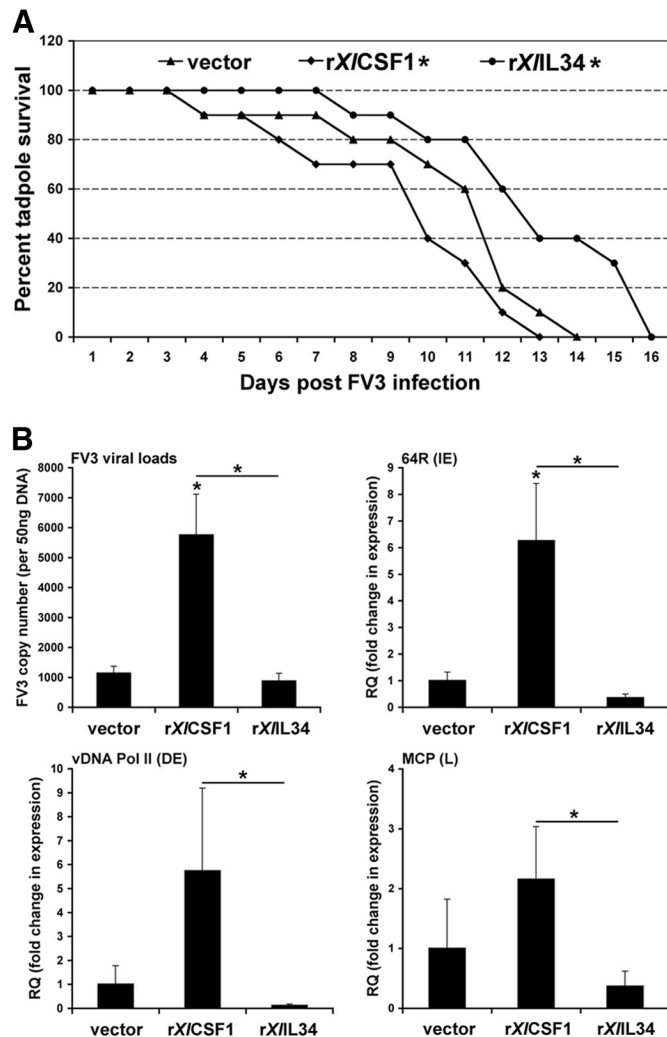 A
vector rXlCSF1* rXlIL34*
Percent tadpole survival
120
100
80
60
40
20
0
1 2 3 4 5 6 7 8 9 10 11 12 13 14 15 16
Days post FV3 infection
B
FV3 viral loads
FV3 copy number (per 50ng DNA)
8000
7000
6000
5000
4000
3000
2000
1000
0
*
*
vector rXlCSF1 rXlIL34
64R (IE)
RQ (fold change in expression)
9
8
7
6
5
4
3
2
1
0
*
*
vector rXlCSF1 rXlIL34
vDNA Pol II (DE)
RQ (fold change in expression)
10
9
8
7
6
5
4
3
2
1
0
*
vector rXlCSF1 rXlIL34
MCP (L)
RQ (fold change in expression)
4
3
2
1
0
*
vector rXlCSF1 rXlIL34